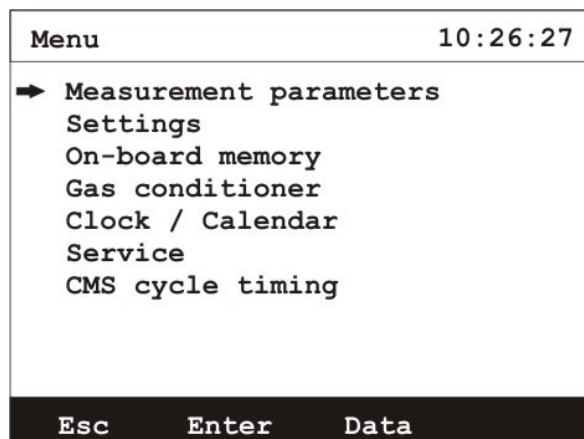 Menu 10:26:27
Measurement parameters
Settings
On-board memory
Gas conditioner
Clock / Calendar
Service
CMS cycle timing
Esc Enter Data